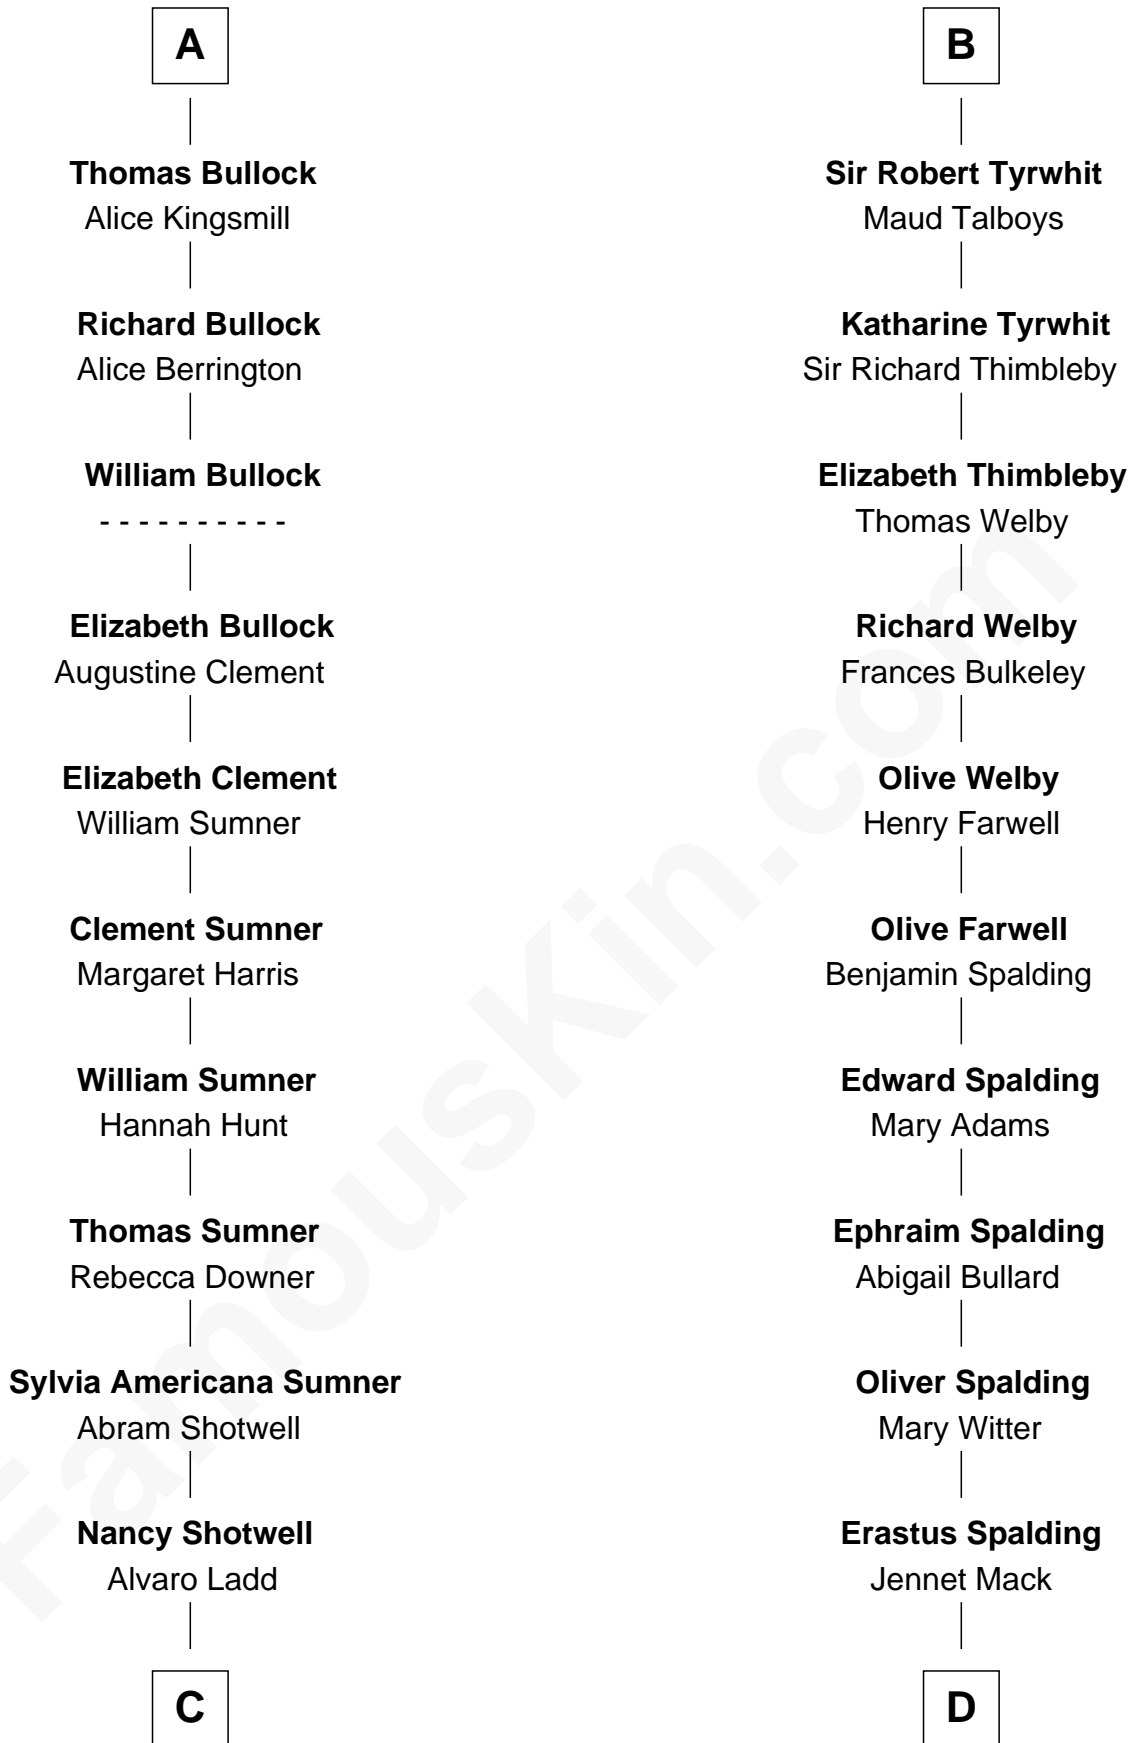 A
Thomas Bullock
Alice Kingsmill
Richard Bullock
Alice Berrington
William Bullock
- - - - - - - - - -
Elizabeth Bullock
Augustine Clement
Elizabeth Clement
William Sumner
Clement Sumner
Margaret Harris
William Sumner
Hannah Hunt
Thomas Sumner
Rebecca Downer
Sylvia Americana Sumner
Abram Shotwell
Nancy Shotwell
Alvaro Ladd
C
B
Sir Robert Tyrwhit
Maud Talboys
Katharine Tyrwhit
Sir Richard Thimbleby
Elizabeth Thimbleby
Thomas Welby
Richard Welby
Frances Bulkeley
Olive Welby
Henry Farwell
Olive Farwell
Benjamin Spalding
Edward Spalding
Mary Adams
Ephraim Spalding
Abigail Bullard
Oliver Spalding
Mary Witter
Erastus Spalding
Jennet Mack
D
FamousKin.com